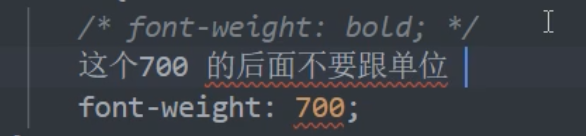 /* font-weight: bold; */
这个700 的后面不要跟单位
font-weight: 700;